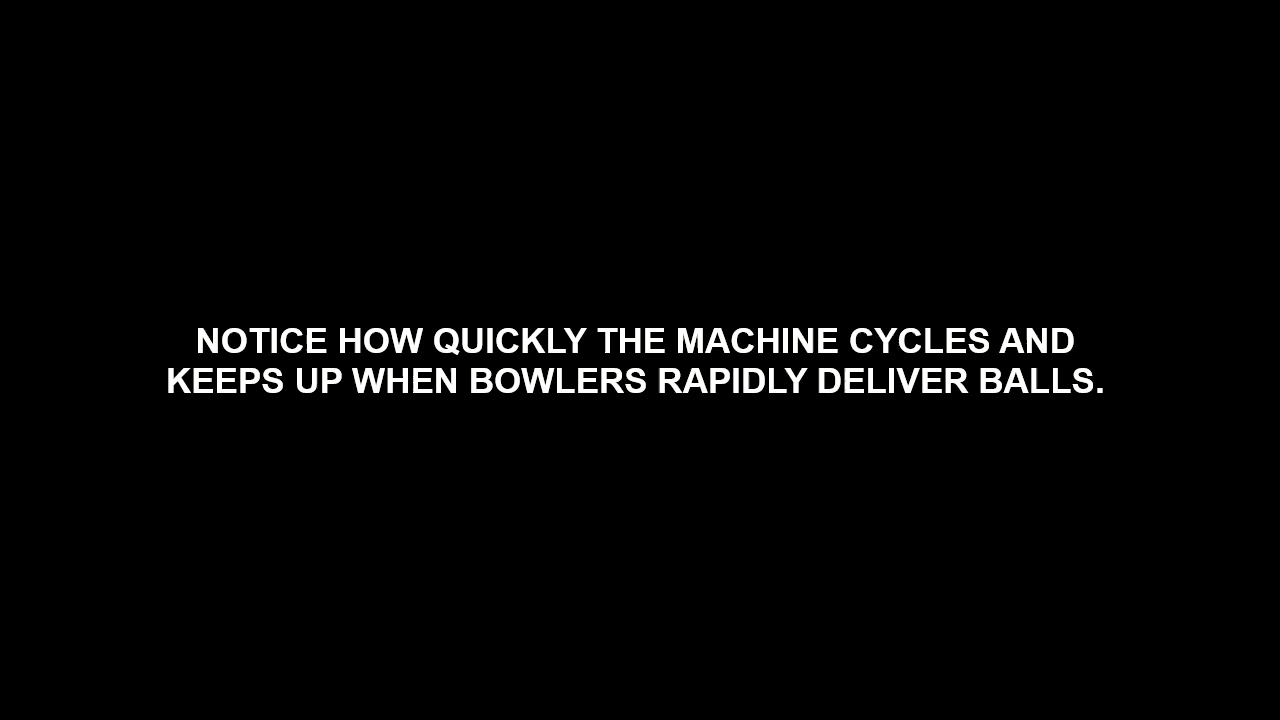 NOTICE HOW QUICKLY THE MACHINE CYCLES AND
KEEPS UP WHEN BOWLERS RAPIDLY DELIVER BALLS.